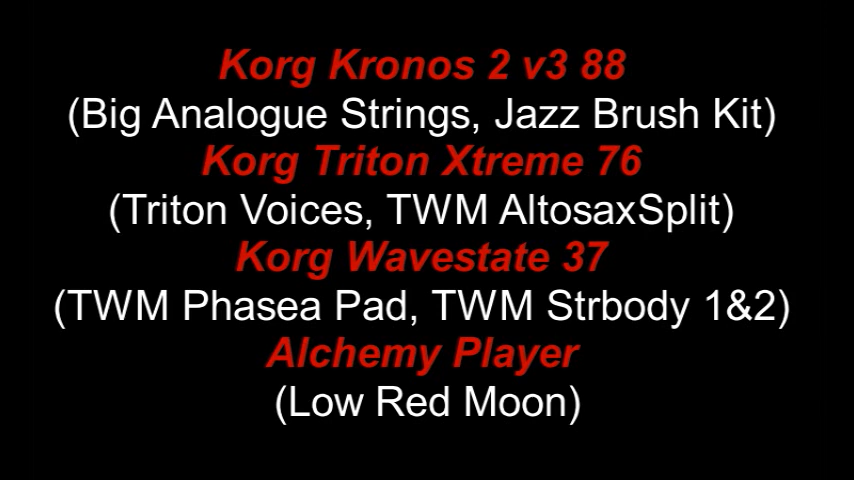 Korg Kronos 2 v3 88
(Big Analogue Strings, Jazz Brush Kit)
Korg Triton Xtreme 76
(Triton Voices, TWM AltosaxSplit)
Korg Wavestate 37
(TWM Phasea Pad, TWM Strbody 1&2)
Alchemy Player
(Low Red Moon)